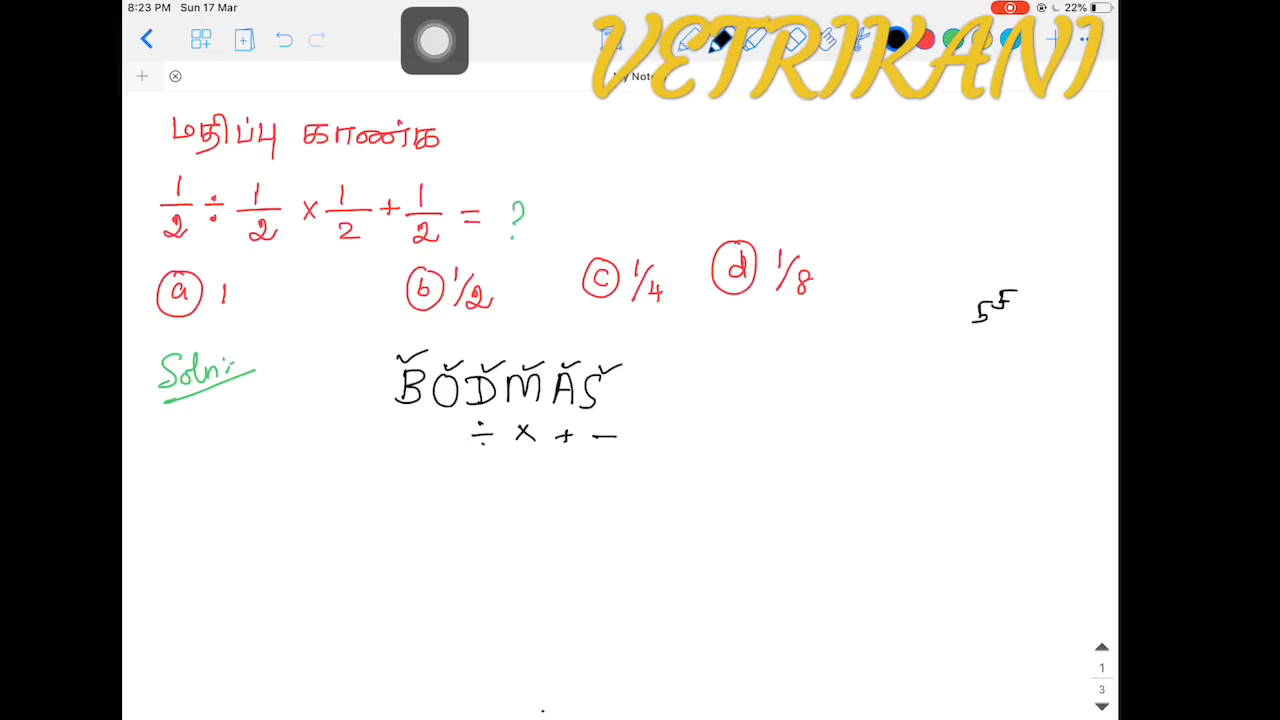 8:23 PM Sun 17 Mar
22%
VETRIKANI
மதிப்பு காண்க
1/2 ÷ 1/2 × 1/2 + 1/2 = ?
a 1 b 1/2 c 1/4 d 1/8
Soln:
BODMAS
÷ × + −
1
3